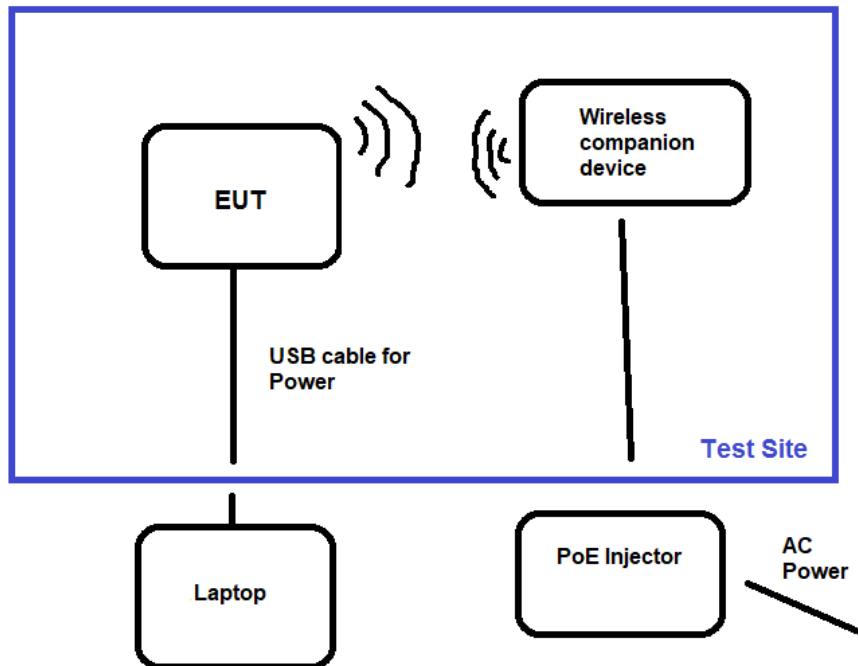 Wireless
companion
device
EUT
USB cable for
Power
Test Site
Laptop
PoE Injector
AC
Power